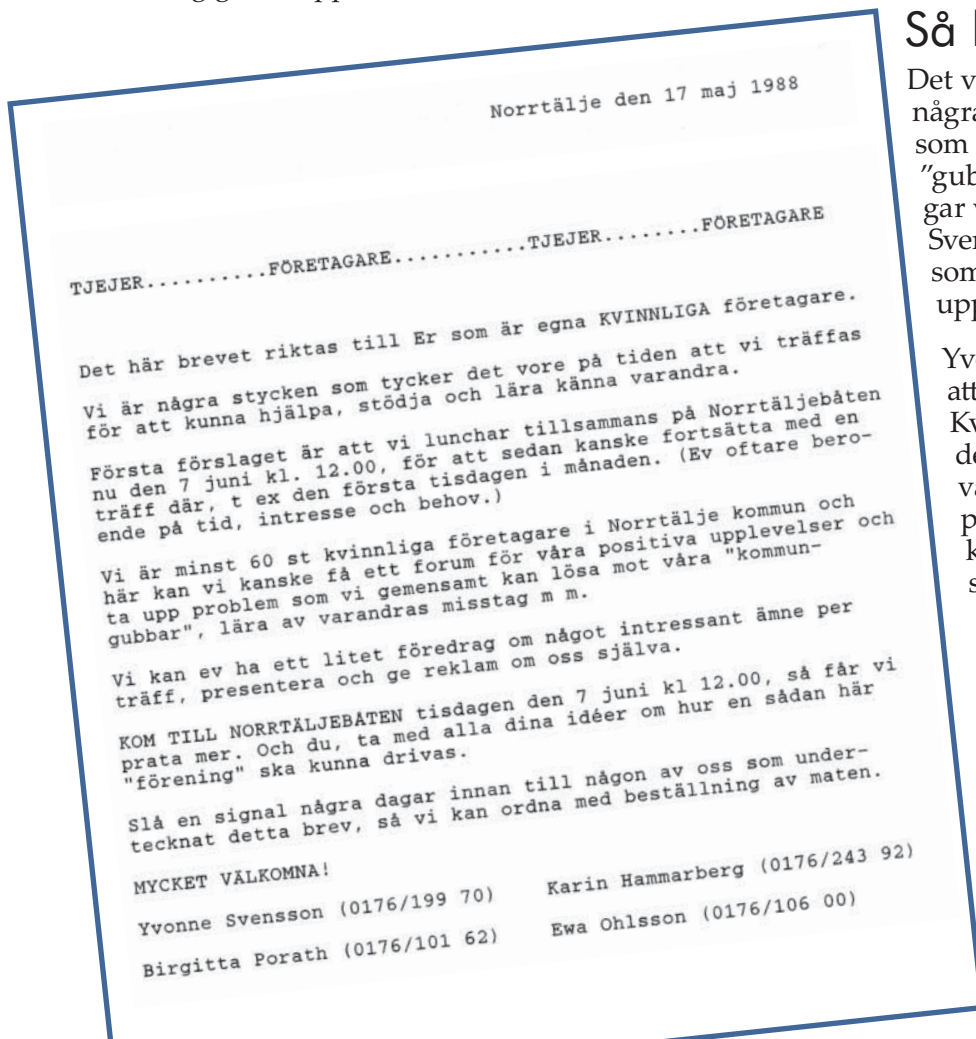 Norrtälje den 17 maj 1988
TJEJER..........FÖRETAGARE...........TJEJER........FÖRETAGARE
Det här brevet riktas till Er som är egna KVINNLIGA företagare.
Vi är några stycken som tycker det vore på tiden att vi träffas
för att kunna hjälpa, stödja och lära känna varandra.
Första förslaget är att vi lunchar tillsammans på Norrtäljebåten
nu den 7 juni kl. 12.00, för att sedan kanske fortsätta med en
träff där, t ex den första tisdagen i månaden. (Ev oftare bero-
ende på tid, intresse och behov.)
Vi är minst 60 st kvinnliga företagare i Norrtälje kommun och
här kan vi kanske få ett forum för våra positiva upplevelser och
ta upp problem som vi gemensamt kan lösa mot våra "kommun-
gubbar", lära av varandras misstag m m.
Vi kan ev ha ett litet föredrag om något intressant ämne per
träff, presentera och ge reklam om oss själva.
KOM TILL NORRTÄLJEBÅTEN tisdagen den 7 juni kl 12.00, så får vi
prata mer. Och du, ta med alla dina idéer om hur en sådan här
"förening" ska kunna drivas.
Slå en signal några dagar innan till någon av oss som under-
tecknat detta brev, så vi kan ordna med beställning av maten.
MYCKET VÄLKOMNA!
Yvonne Svensson (0176/199 70) Karin Hammarberg (0176/243 92)
Birgitta Porath (0176/101 62) Ewa Ohlsson (0176/106 00)
Så
Det v
några
som
"gub
gar v
Sver
som
upp
Yv
att
Kv
de
va
p
k
s